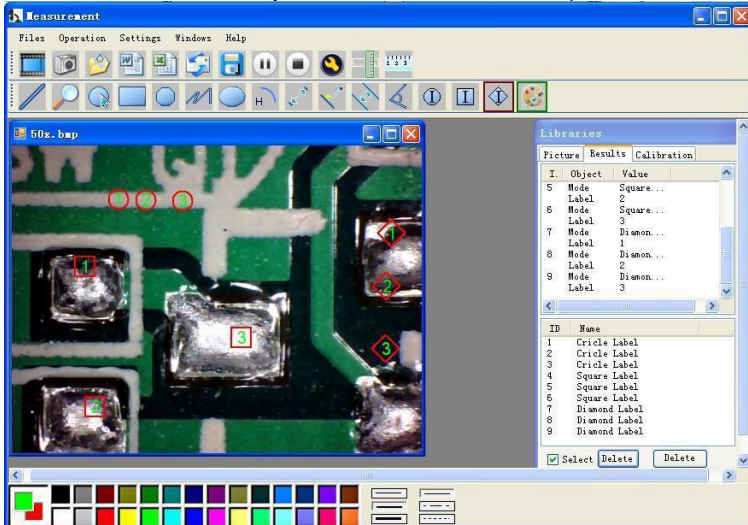 Measurement
Files Operation Settings Windows Help
50x.bmp
1 2 3
1
1
2
3
3
2
Libraries
Picture Results Calibration
I. Object Value
5 Mode Square...
Label 2
6 Mode Square...
Label 3
7 Mode Diamon...
Label 1
8 Mode Diamon...
Label 2
9 Mode Diamon...
Label 3
ID Name
1 Cricle Label
2 Cricle Label
3 Cricle Label
4 Square Label
5 Square Label
6 Square Label
7 Diamond Label
8 Diamond Label
9 Diamond Label
Select Delete Delete